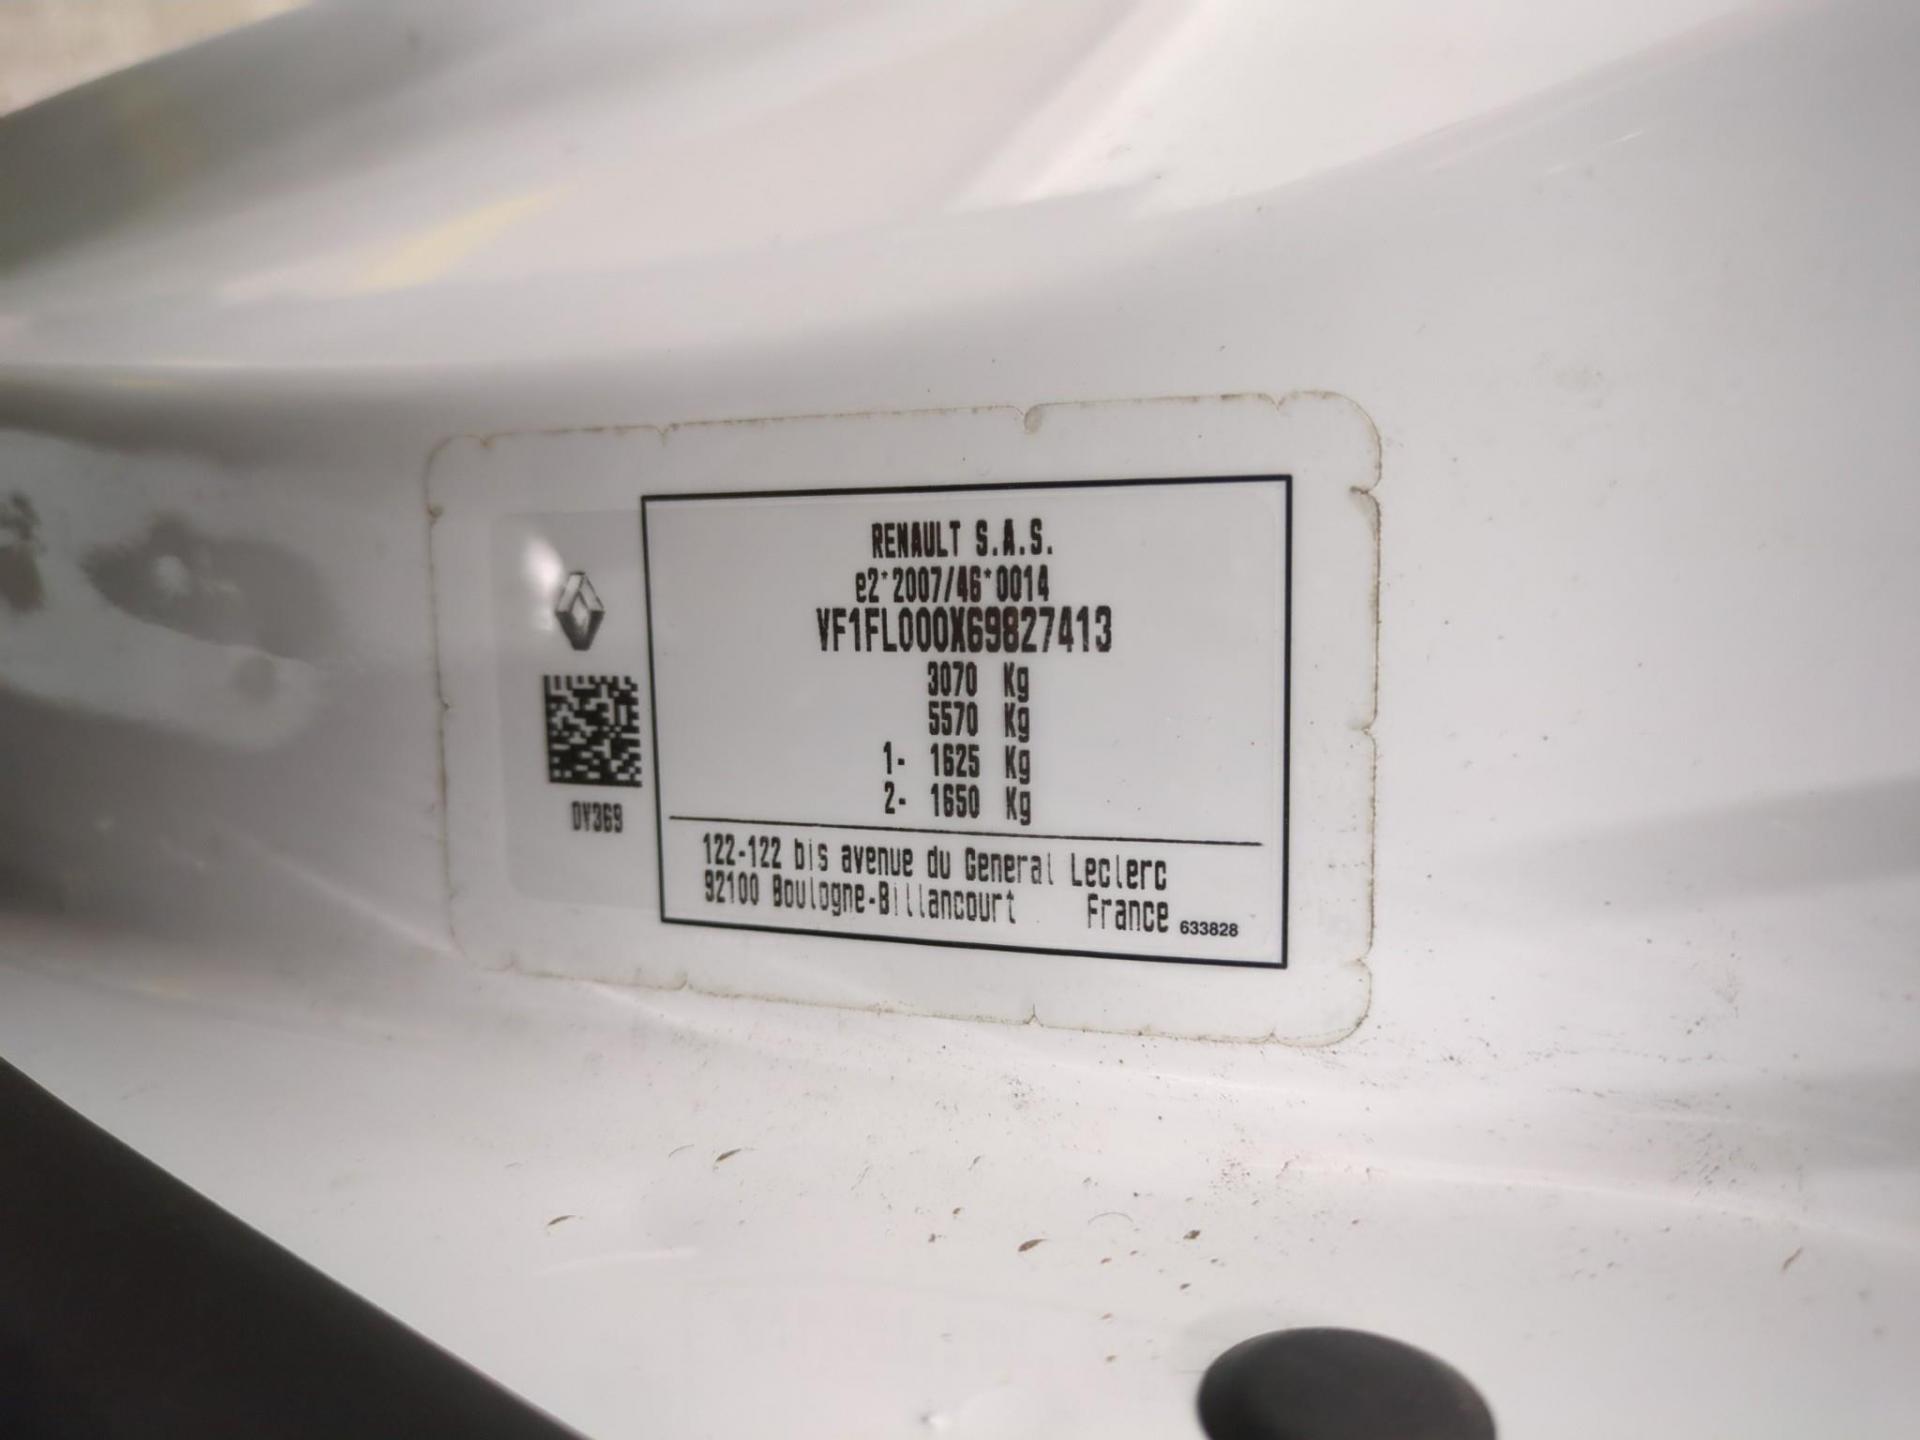 RENAULT S.A.S.
e2*2007/46*0014
VF1FL000X69827413
3070 Kg
5570 Kg
1- 1625 Kg
2- 1650 Kg
DV369
122-122 bis avenue du General Leclerc
92100 Boulogne-Billancourt France 633828